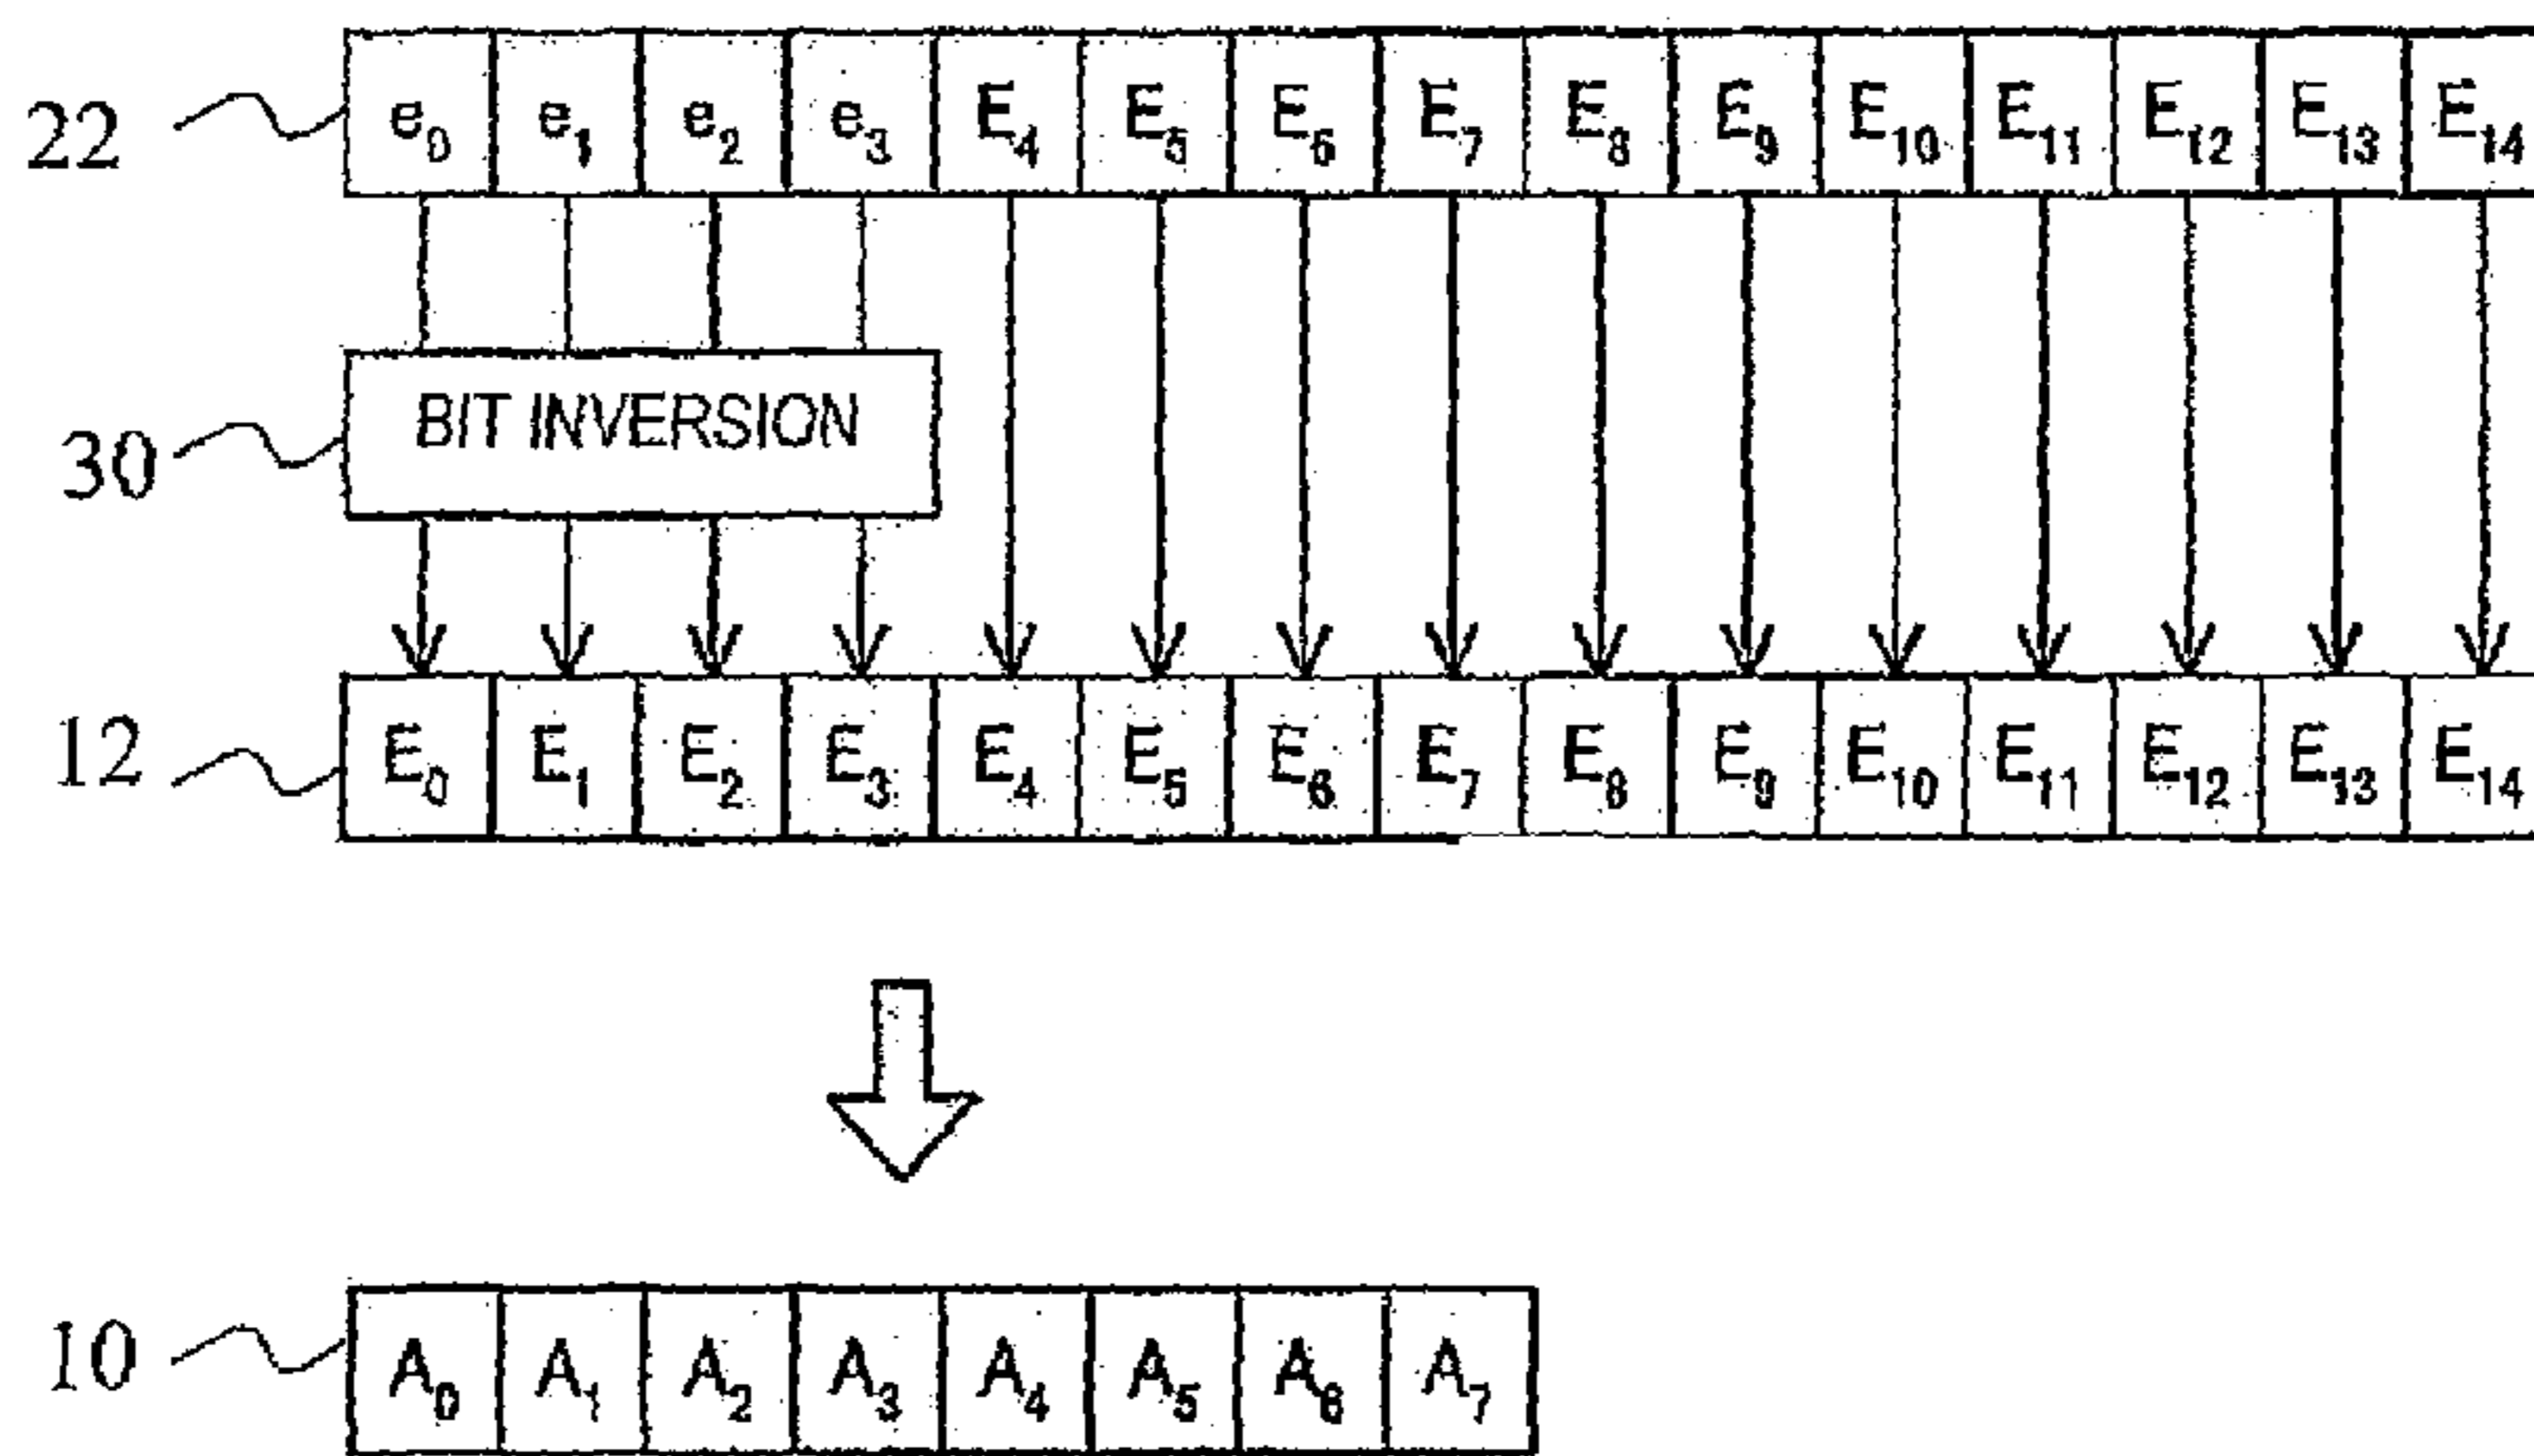 22 e₀ e₁ e₂ e₃ E₄ E₅ E₆ E₇ E₈ E₉ E₁₀ E₁₁ E₁₂ E₁₃ E₁₄
30 BIT INVERSION
12 E₀ E₁ E₂ E₃ E₄ E₅ E₆ E₇ E₈ E₉ E₁₀ E₁₁ E₁₂ E₁₃ E₁₄
10 A₀ A₁ A₂ A₃ A₄ A₅ A₆ A₇